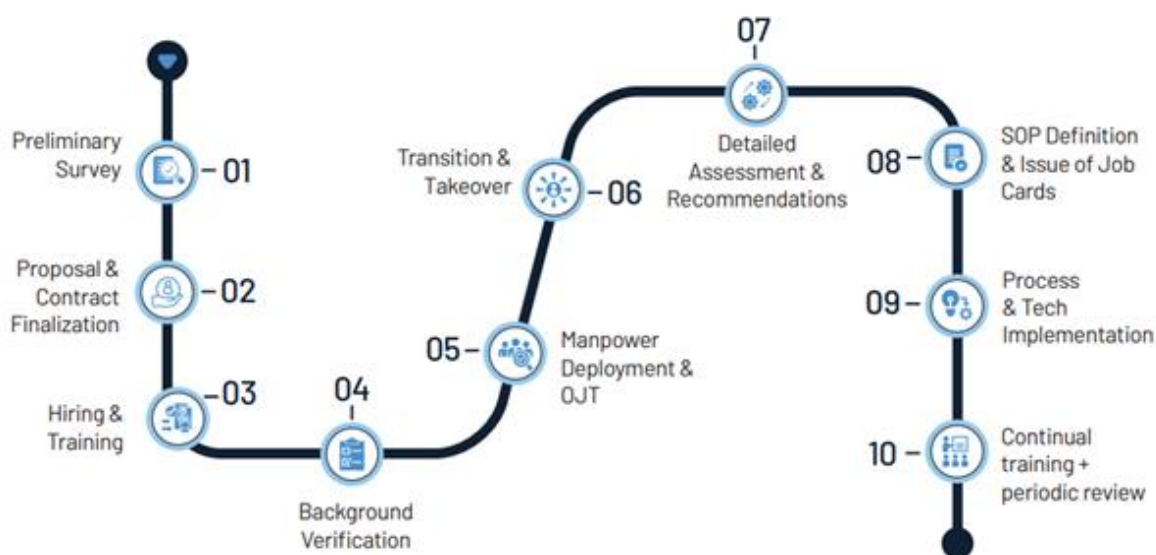 Preliminary
Survey
01
Proposal &
Contract
Finalization
02
Hiring &
Training
03
04
Background
Verification
05
Manpower
Deployment &
OJT
Transition &
Takeover
06
07
Detailed
Assessment &
Recommendations
08
SOP Definition
& Issue of Job
Cards
09
Process
& Tech
Implementation
10
Continual
training +
periodic review